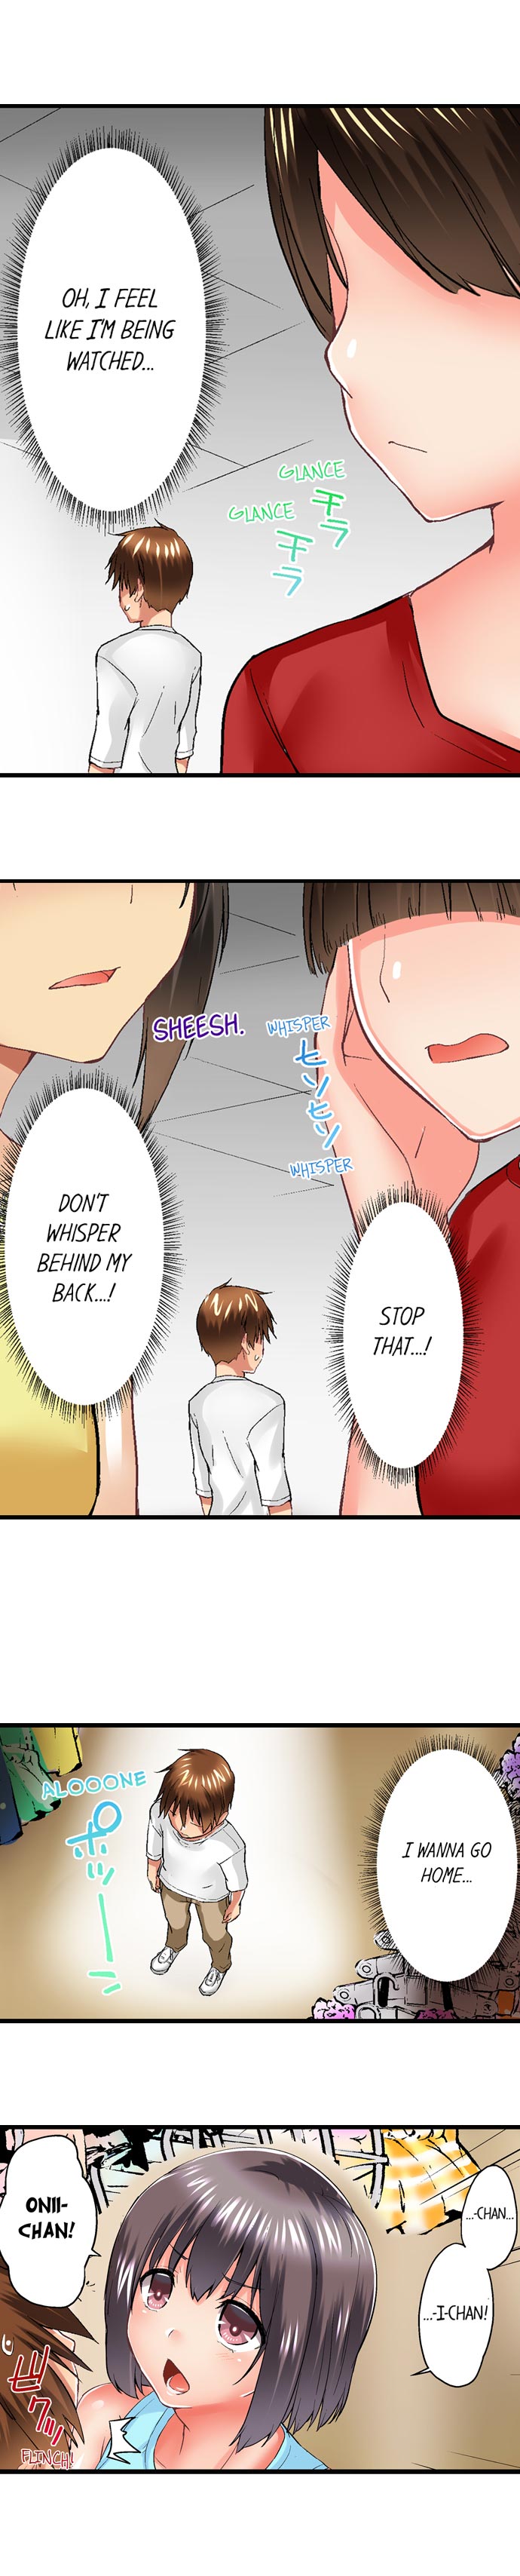 OH, I FEEL
LIKE I'M BEING
WATCHED...
GLANCE
チラ
GLANCE
チラ
SHEESH.
WHISPER
ヒソヒソ
WHISPER
DON'T
WHISPER
BEHIND MY
BACK...!
STOP
THAT...!
ALOOONE
ポツーン
I WANNA GO
HOME...
...-CHAN...
...-I-CHAN!
ONII-
CHAN!
ビクッ
FLINCH!